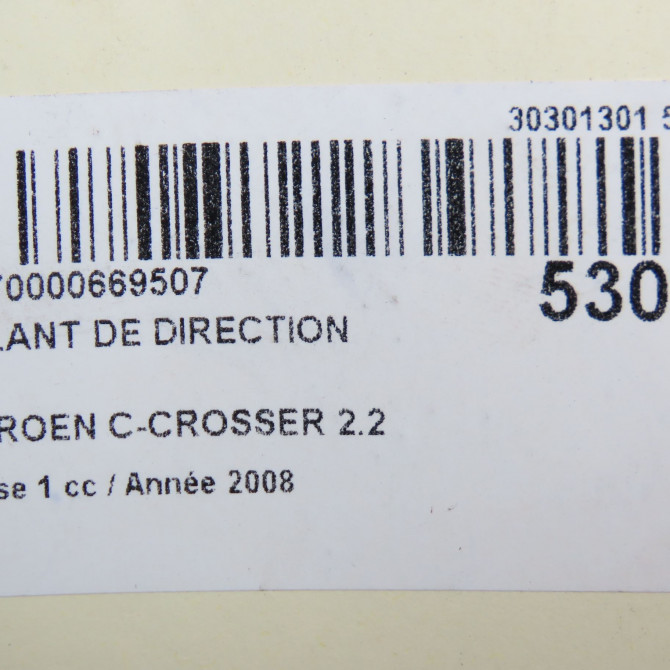 30301301 5
70000669507
530
LANT DE DIRECTION
ROEN C-CROSSER 2.2
se 1 cc / Année 2008